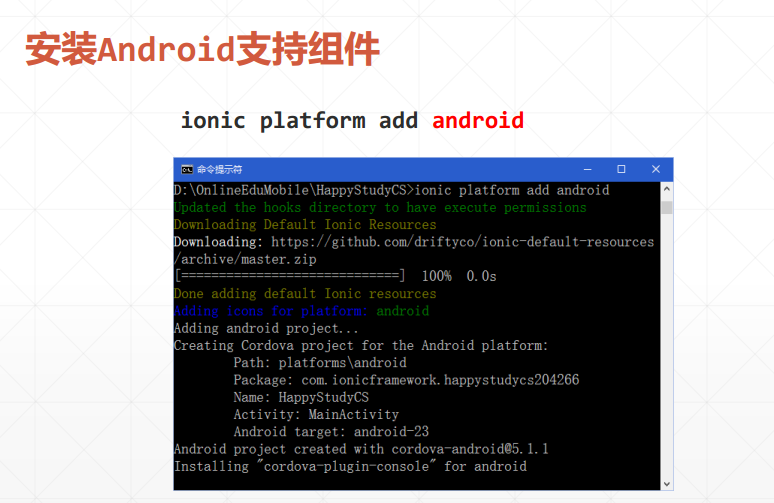 安装Android支持组件
ionic platform add android
命令提示符
D:\OnlineEduMobile\HappyStudyCS>ionic platform add android
Updated the hooks directory to have execute permissions
Downloading Default Ionic Resources
Downloading: https://github.com/driftyco/ionic-default-resources
/archive/master.zip
[=============================]  100%  0.0s
Done adding default Ionic resources
Adding icons for platform: android
Adding android project...
Creating Cordova project for the Android platform:
Path: platforms\android
Package: com.ionicframework.happystudycs204266
Name: HappyStudyCS
Activity: MainActivity
Android target: android-23
Android project created with cordova-android@5.1.1
Installing "cordova-plugin-console" for android